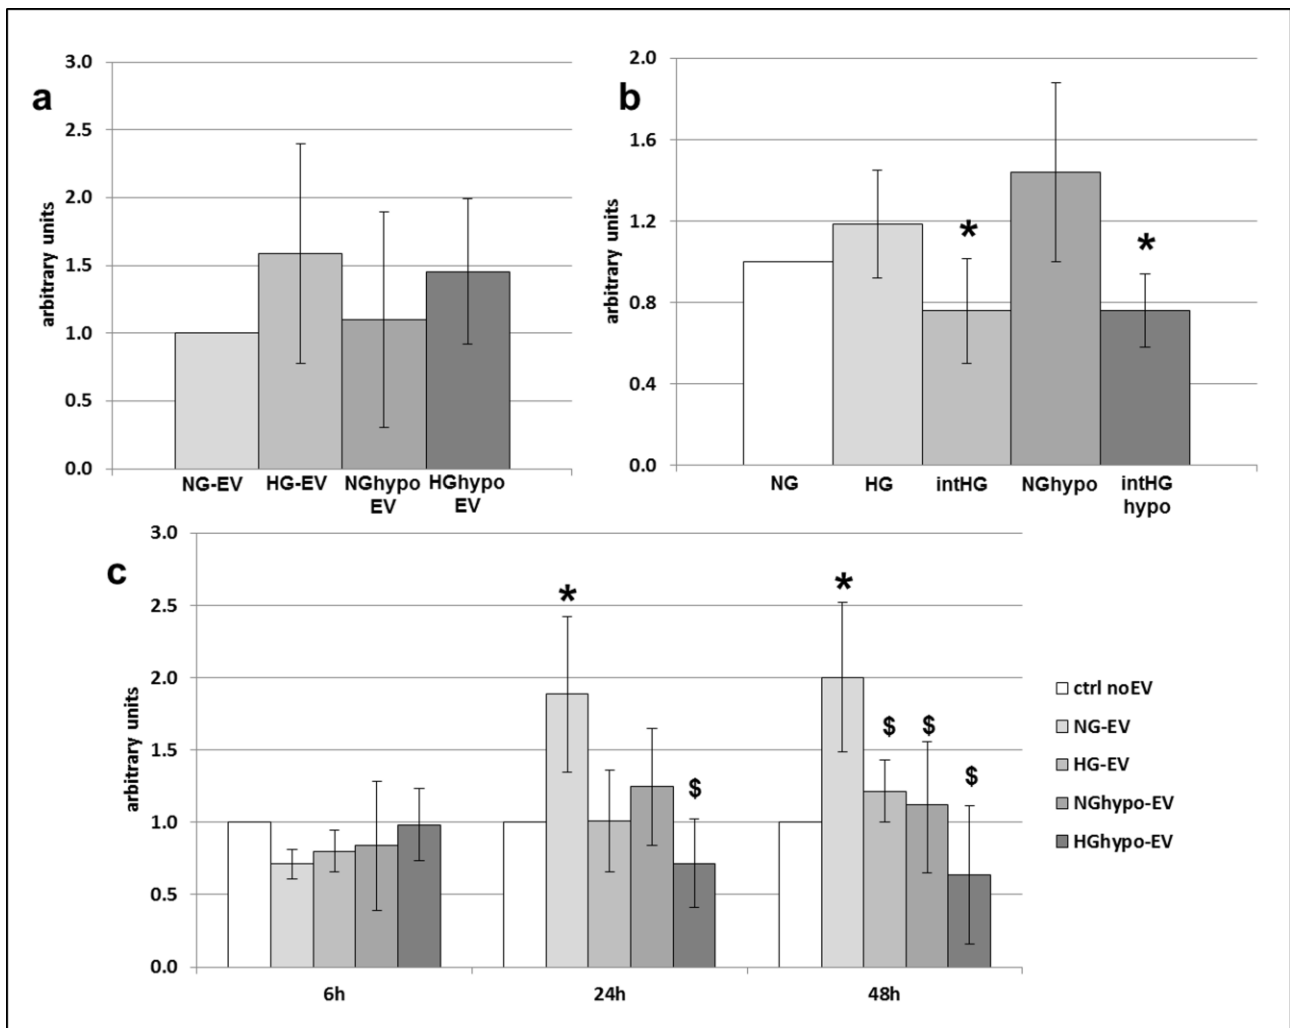 a
3.0
2.5
2.0
1.5
1.0
0.5
0.0
arbitrary units
NG-EV
HG-EV
NGhypo
EV
HGhypo
EV
b
2.0
1.6
1.2
0.8
0.4
0.0
arbitrary units
*
*
NG
HG
intHG
NGhypo
intHG
hypo
c
3.0
2.5
2.0
1.5
1.0
0.5
0.0
arbitrary units
*
$
*
$
$
$
6h
24h
48h
ctrl noEV
NG-EV
HG-EV
NGhypo-EV
HGhypo-EV